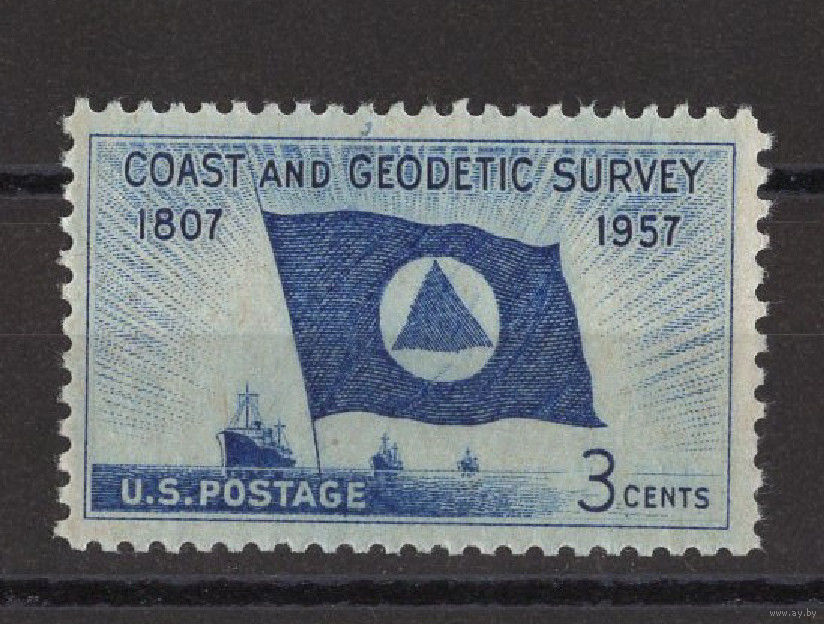 COAST AND GEODETIC SURVEY
1807 1957
3 CENTS
U.S. POSTAGE
www.ay.by